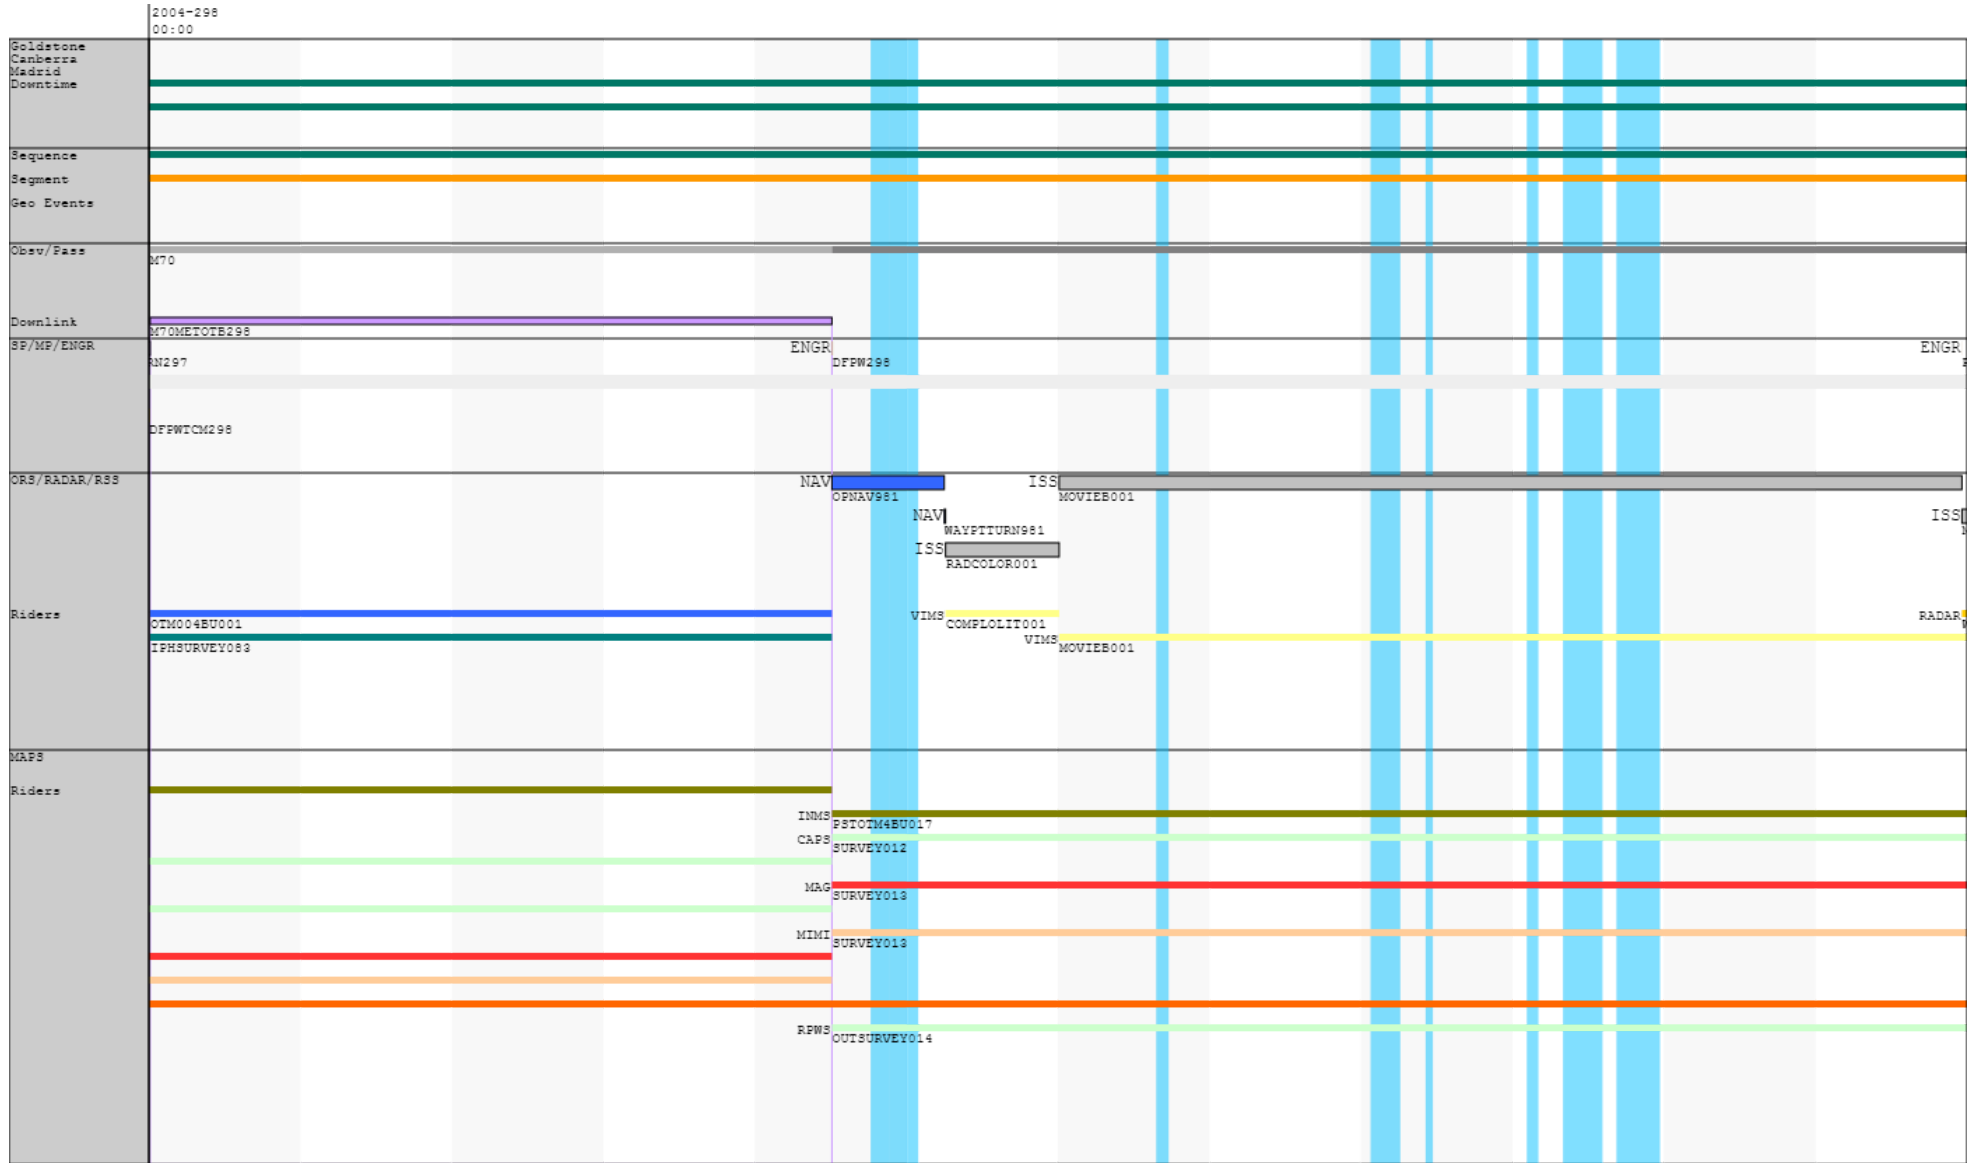 2004-298
00:00
Goldstone
Canberra
Madrid
Downtime
Sequence
Segment
Geo Events
Obsv/Pass
M70
Downlink
M70METOTB298
SP/MP/ENGR ENGR ENGR
RN297 DFPW298
DFPWTCM298
ORS/RADAR/RSS NAV ISS
OPNAV981 MOVIEB001
NAV ISS
WAYPTTURN981
ISS
RADCOLOR001
Riders VIMS RADAR
OTM004BU001 COMPLOLIT001
VIMS
IPHSURVEY083 MOVIEB001
MAPS
Riders
INMS
PSTOTM4BU017
CAPS
SURVEY012
MAG
SURVEY013
MIMI
SURVEY013
RPWS
OUTSURVEY014